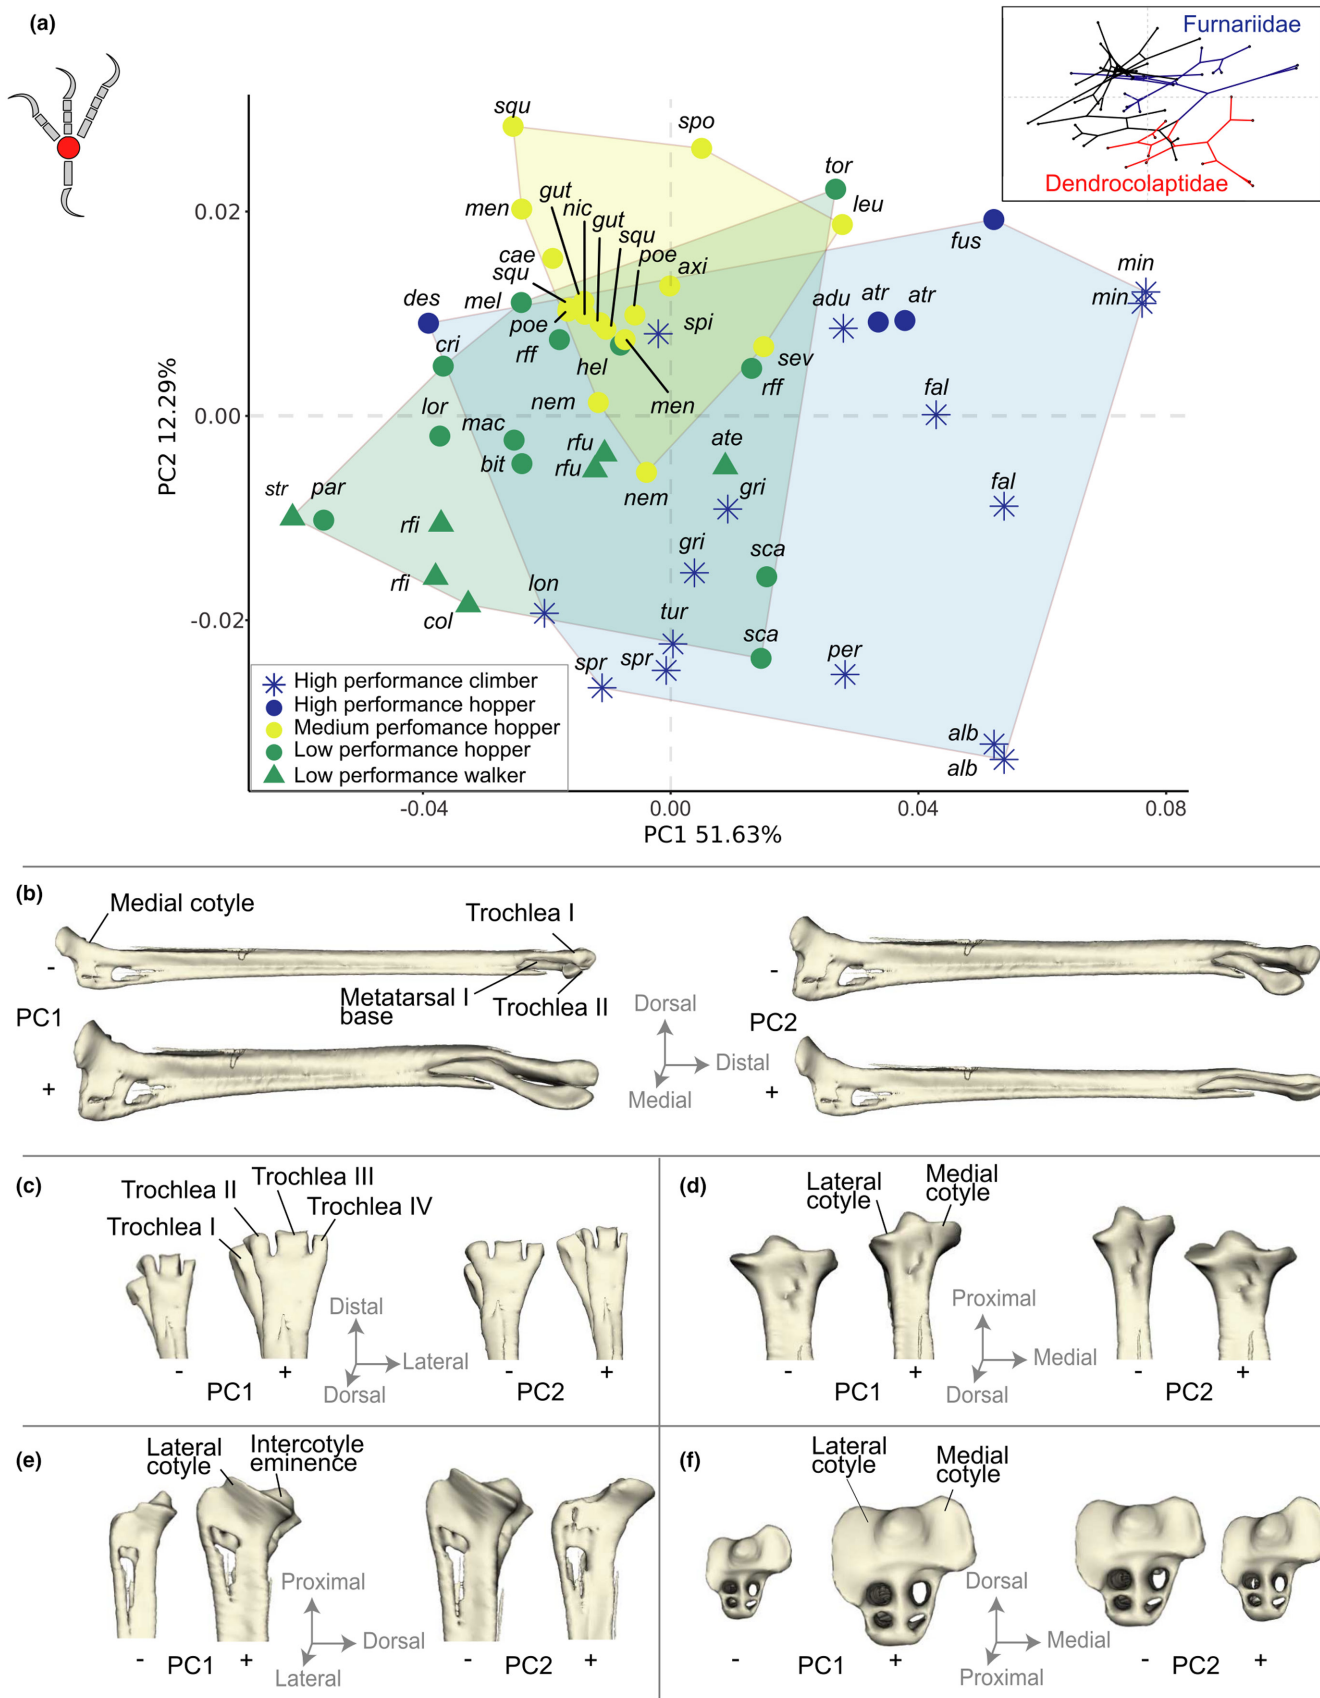 (a)
Furnariidae
Dendrocolaptidae
squ
spo
tor
leu
gut
nic
gut
squ
men
cae
squ
poe
axi
fus
min
min
des
mel
poe
rff
hel
spi
adu
atr
atr
cri
sev
rff
lor
mac
nem
men
fal
bit
rfu
rfu
ate
str
par
nem
gri
fal
rfi
gri
sca
rfi
lon
col
tur
sca
spr
spr
per
alb
alb
0.02
0.00
-0.02
PC2 12.29%
High performance climber
High performance hopper
Medium perfomance hopper
Low performance hopper
Low performance walker
-0.04
0.00
0.04
0.08
PC1 51.63%
(b)
Medial cotyle
Trochlea I
-
Metatarsal I
base
Trochlea II
PC1
+
Dorsal
Distal
Medial
-
PC2
+
(c)
Trochlea III
Trochlea II
Trochlea IV
Trochlea I
Distal
Lateral
Dorsal
-
+
PC1
-
+
PC2
(d)
Lateral
cotyle
Medial
cotyle
Proximal
Medial
Dorsal
-
+
PC1
-
+
PC2
(e)
Lateral
cotyle
Intercotyle
eminence
Proximal
Dorsal
Lateral
- PC1 +
- PC2 +
(f)
Lateral
cotyle
Medial
cotyle
Dorsal
Medial
Proximal
- PC1 +
- PC2 +